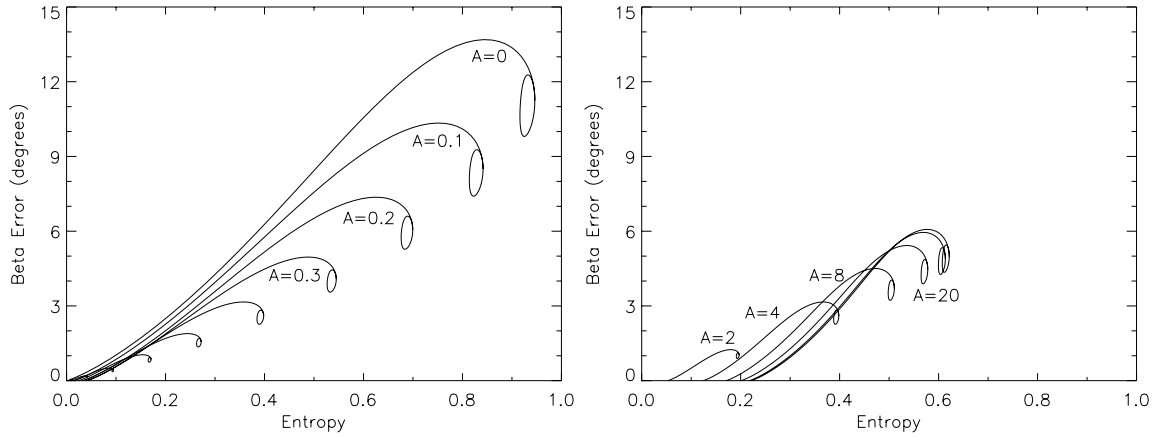 15
12
9
6
3
0
Beta Error (degrees)
A=0
A=0.1
A=0.2
A=0.3
0.0 0.2 0.4 0.6 0.8 1.0
Entropy
15
12
9
6
3
0
Beta Error (degrees)
A=8
A=20
A=4
A=2
0.0 0.2 0.4 0.6 0.8 1.0
Entropy